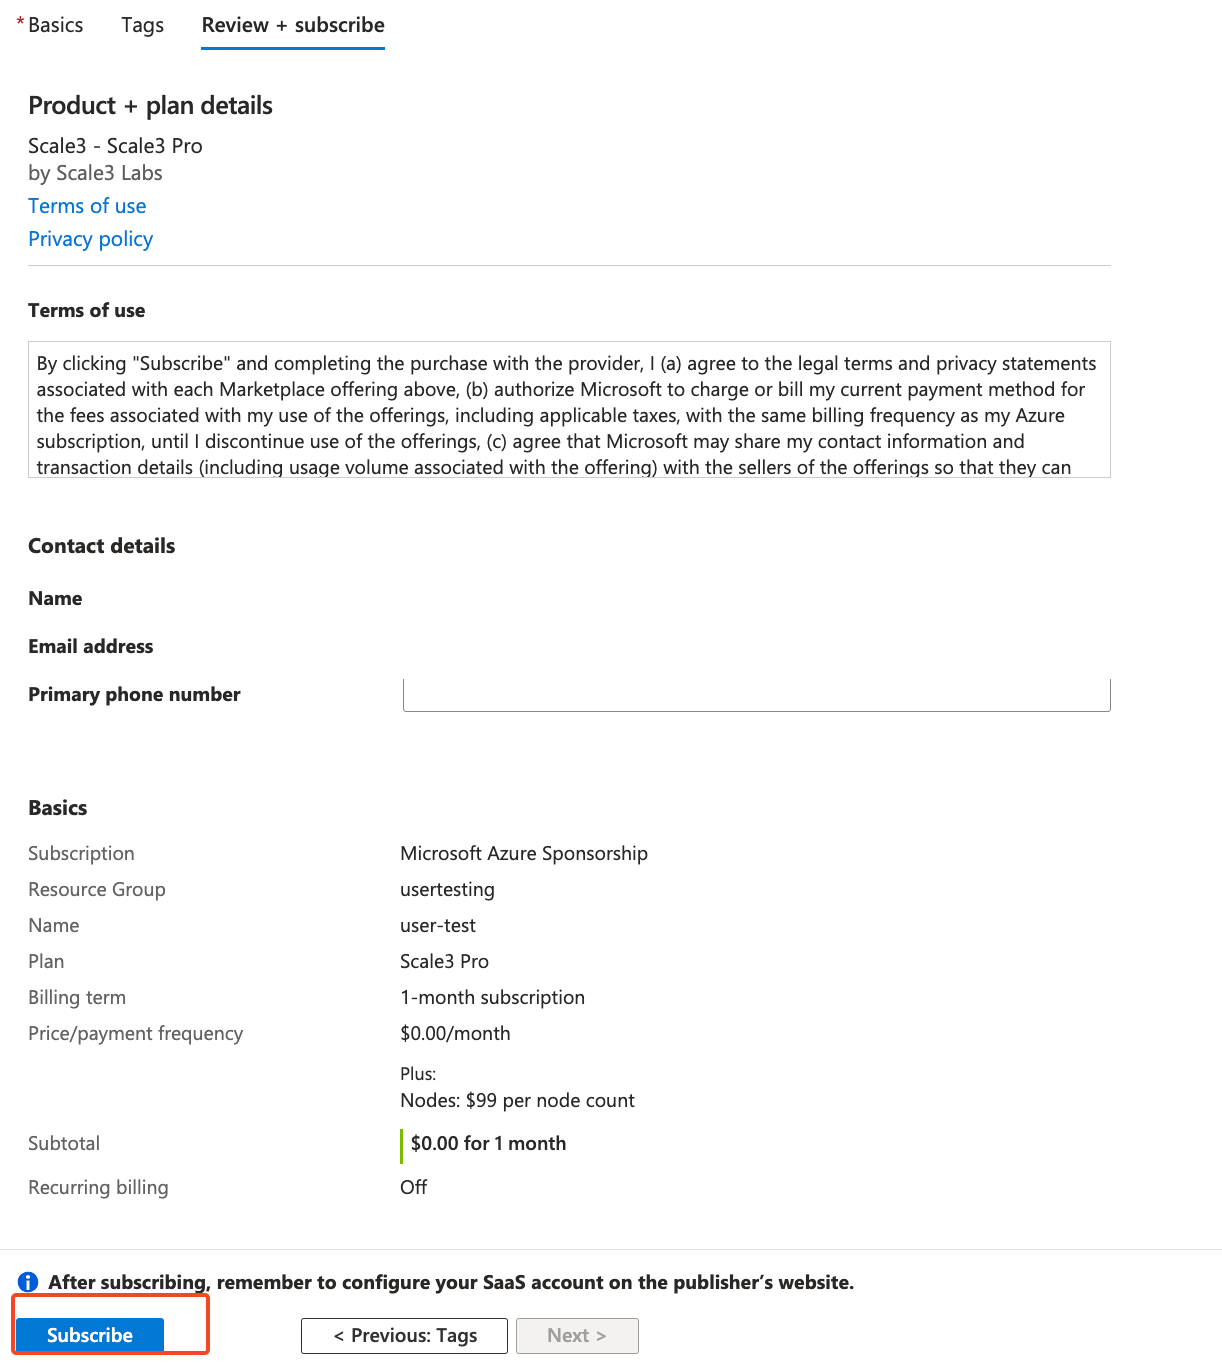 * Basics Tags Review + subscribe
Product + plan details
Scale3 - Scale3 Pro
by Scale3 Labs
Terms of use
Privacy policy
Terms of use
By clicking "Subscribe" and completing the purchase with the provider, I (a) agree to the legal terms and privacy statements
associated with each Marketplace offering above, (b) authorize Microsoft to charge or bill my current payment method for
the fees associated with my use of the offerings, including applicable taxes, with the same billing frequency as my Azure
subscription, until I discontinue use of the offerings, (c) agree that Microsoft may share my contact information and
transaction details (including usage volume associated with the offering) with the sellers of the offerings so that they can
Contact details
Name
Email address
Primary phone number
Basics
Subscription Microsoft Azure Sponsorship
Resource Group usertesting
Name user-test
Plan Scale3 Pro
Billing term 1-month subscription
Price/payment frequency $0.00/month
Plus:
Nodes: $99 per node count
Subtotal $0.00 for 1 month
Recurring billing Off
After subscribing, remember to configure your SaaS account on the publisher’s website.
Subscribe < Previous: Tags Next >